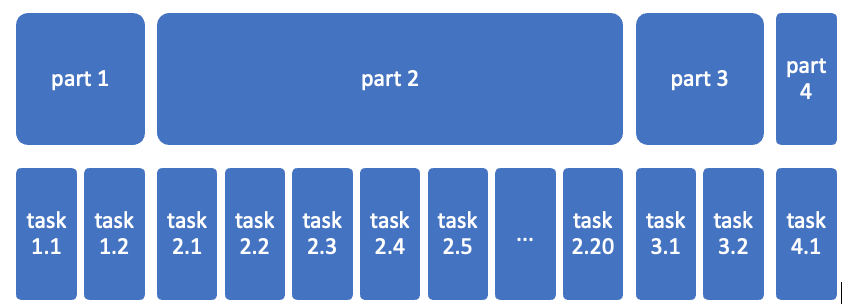 part 1
part 2
part 3
part
4
task
1.1
task
1.2
task
2.1
task
2.2
task
2.3
task
2.4
task
2.5
...
task
2.20
task
3.1
task
3.2
task
4.1